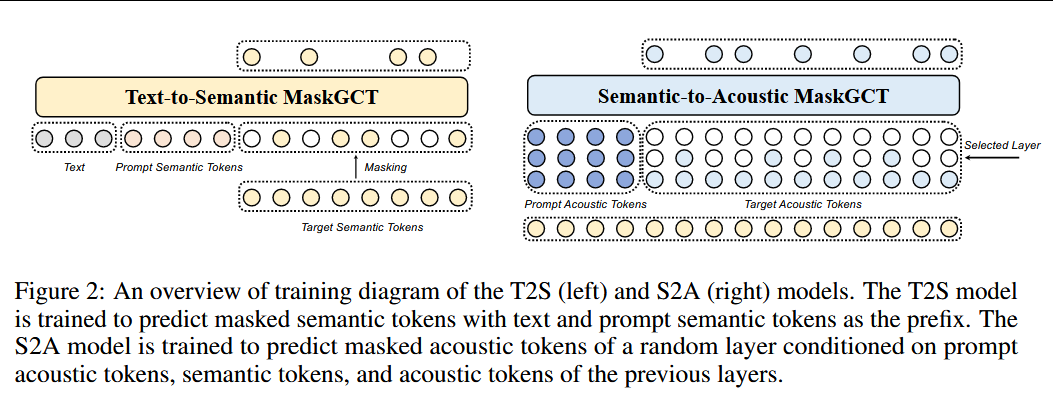 Text-to-Semantic MaskGCT
Text
Prompt Semantic Tokens
Masking
Target Semantic Tokens
Semantic-to-Acoustic MaskGCT
Selected Layer
Prompt Acoustic Tokens
Target Acoustic Tokens
Figure 2: An overview of training diagram of the T2S (left) and S2A (right) models. The T2S model
is trained to predict masked semantic tokens with text and prompt semantic tokens as the prefix. The
S2A model is trained to predict masked acoustic tokens of a random layer conditioned on prompt
acoustic tokens, semantic tokens, and acoustic tokens of the previous layers.